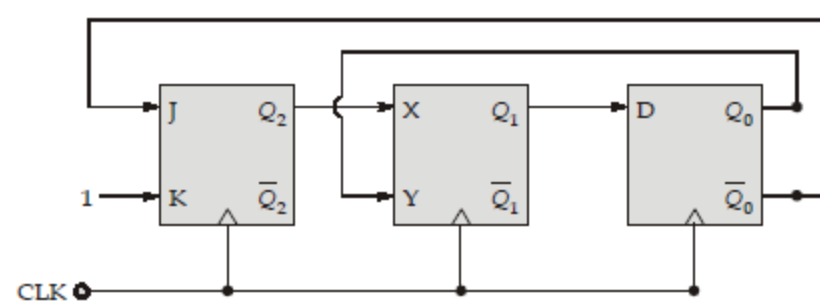 J Q₂ X Q₁ D Q₀
1 K Q̅₂ Y Q̅₁ Q̅₀
CLK